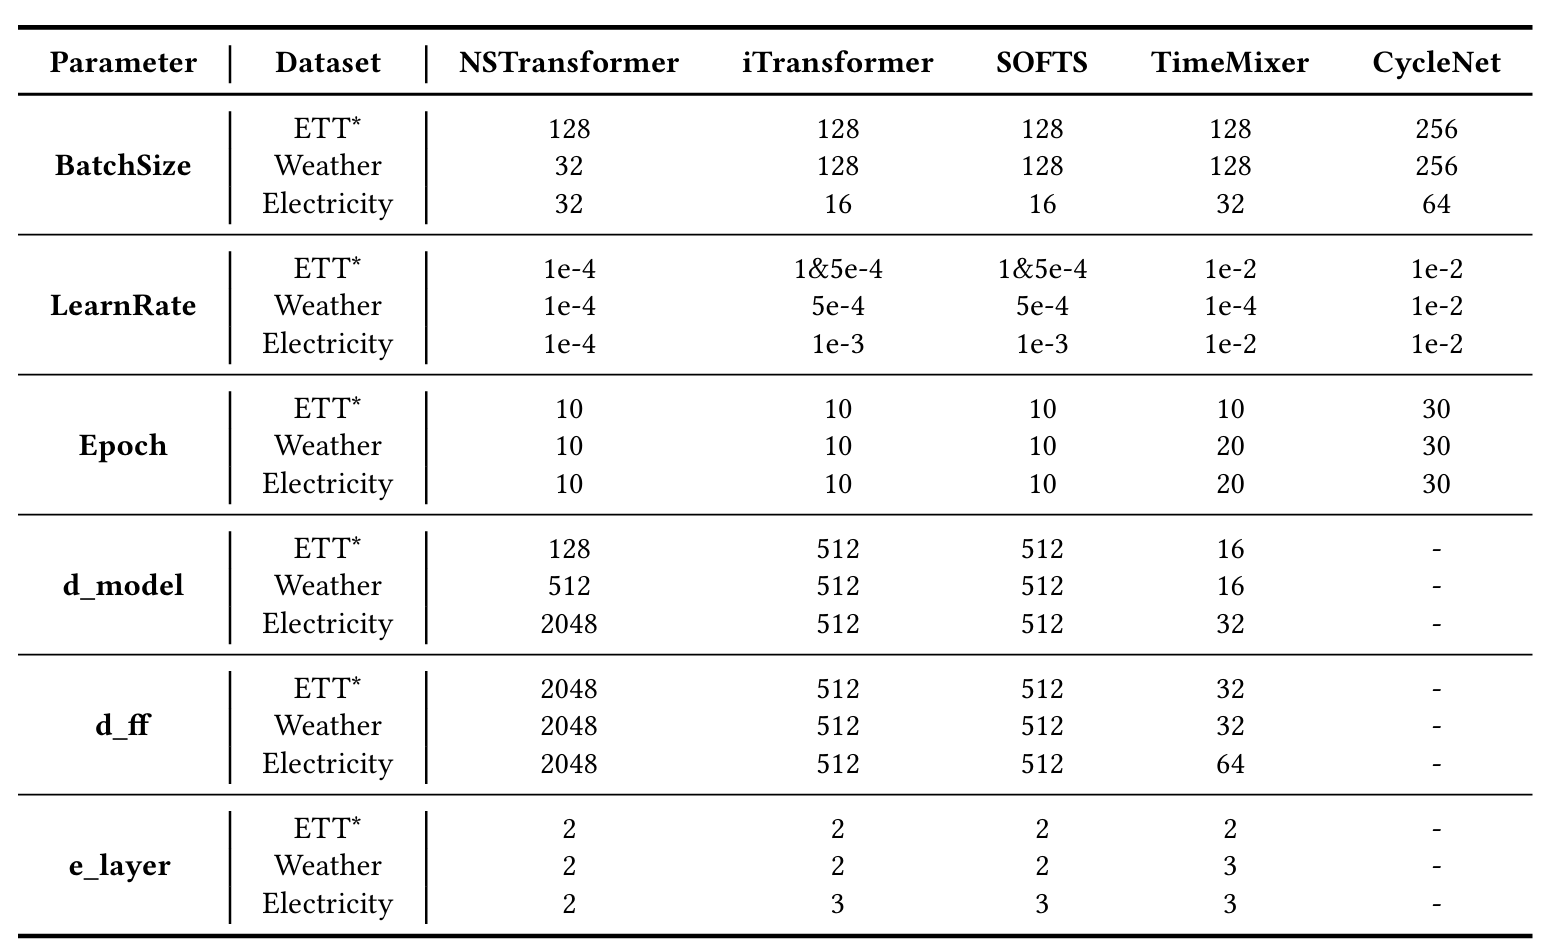 Parameter Dataset NSTransformer iTransformer SOFTS TimeMixer CycleNet
ETT* 128 128 128 128 256
BatchSize Weather 32 128 128 128 256
Electricity 32 16 16 32 64
ETT* 1e-4 1&5e-4 1&5e-4 1e-2 1e-2
LearnRate Weather 1e-4 5e-4 5e-4 1e-4 1e-2
Electricity 1e-4 1e-3 1e-3 1e-2 1e-2
ETT* 10 10 10 10 30
Epoch Weather 10 10 10 20 30
Electricity 10 10 10 20 30
ETT* 128 512 512 16 -
d_model Weather 512 512 512 16 -
Electricity 2048 512 512 32 -
ETT* 2048 512 512 32 -
d_ff Weather 2048 512 512 32 -
Electricity 2048 512 512 64 -
ETT* 2 2 2 2 -
e_layer Weather 2 2 2 3 -
Electricity 2 3 3 3 -